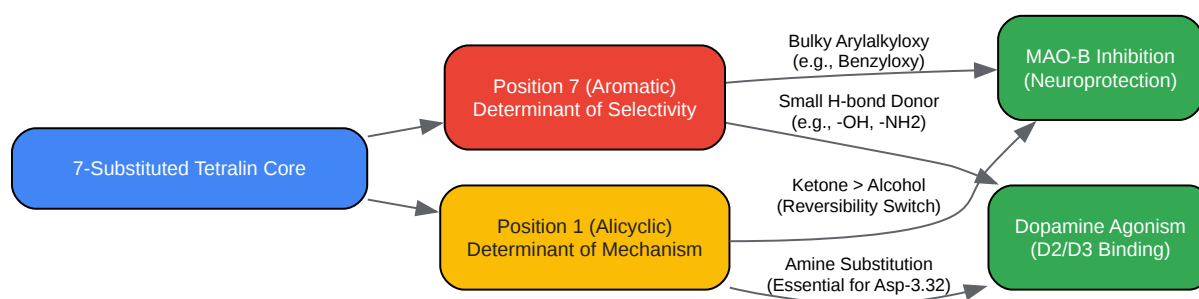 7-Substituted Tetralin Core
Position 7 (Aromatic)
Determinant of Selectivity
Position 1 (Alicyclic)
Determinant of Mechanism
Bulky Arylalkyloxy
(e.g., Benzyloxy)
Small H-bond Donor
(e.g., -OH, -NH2)
Ketone > Alcohol
(Reversibility Switch)
Amine Substitution
(Essential for Asp-3.32)
MAO-B Inhibition
(Neuroprotection)
Dopamine Agonism
(D2/D3 Binding)